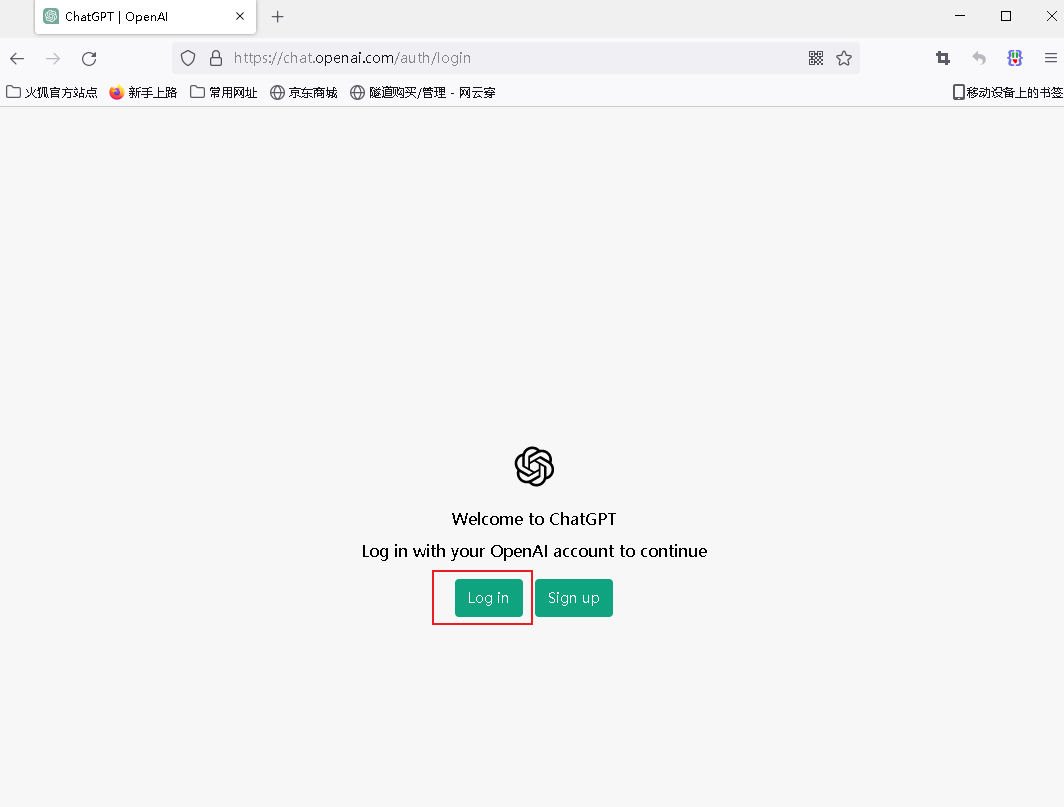 ChatGPT | OpenAI
https://chat.openai.com/auth/login
火狐官方站点 新手上路 常用网址 京东商城 隧道购买/管理 - 网云穿 移动设备上的书签
Welcome to ChatGPT
Log in with your OpenAI account to continue
Log in Sign up